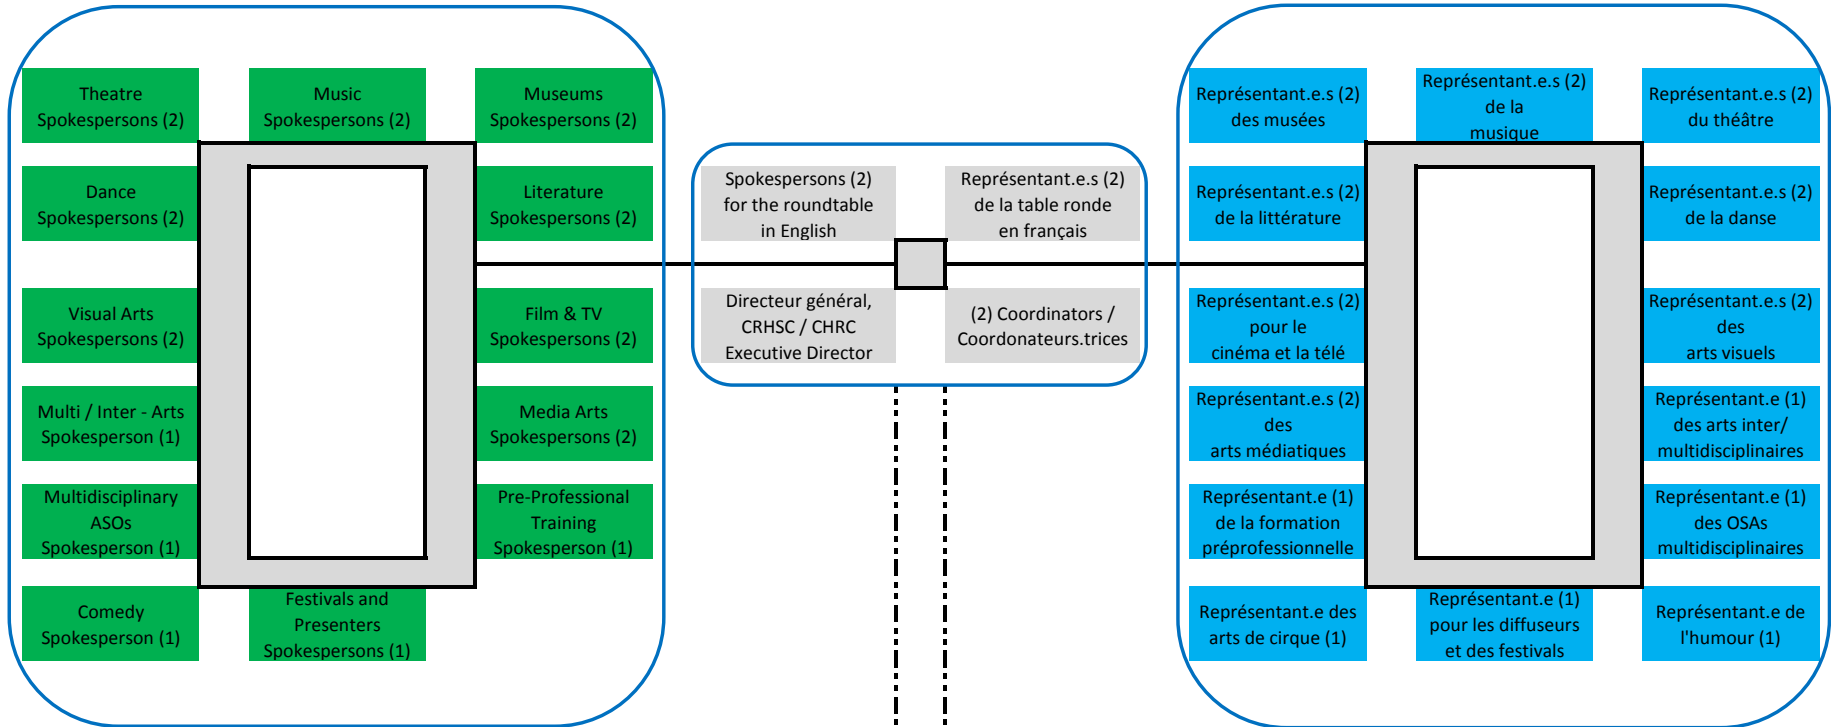 Theatre
Spokespersons (2)
Music
Spokespersons (2)
Museums
Spokespersons (2)
Dance
Spokespersons (2)
Literature
Spokespersons (2)
Visual Arts
Spokespersons (2)
Film & TV
Spokespersons (2)
Multi / Inter - Arts
Spokesperson (1)
Media Arts
Spokespersons (2)
Multidisciplinary
ASOs
Spokesperson (1)
Pre-Professional
Training
Spokesperson (1)
Comedy
Spokesperson (1)
Festivals and
Presenters
Spokespersons (1)
Spokespersons (2)
for the roundtable
in English
Représentant.e.s (2)
de la table ronde
en français
Directeur général,
CRHSC / CHRC
Executive Director
(2) Coordinators /
Coordonateurs.trices
Représentant.e.s (2)
des musées
Représentant.e.s (2)
de la
musique
Représentant.e.s (2)
du théâtre
Représentant.e.s (2)
de la littérature
Représentant.e.s (2)
de la danse
Représentant.e.s (2)
pour le
cinéma et la télé
Représentant.e.s (2)
des
arts visuels
Représentant.e.s (2)
des
arts médiatiques
Représentant.e (1)
des arts inter/
multidisciplinaires
Représentant.e (1)
de la formation
préprofessionnelle
Représentant.e (1)
des OSAs
multidisciplinaires
Représentant.e des
arts de cirque (1)
Représentant.e (1)
pour les diffuseurs
et des festivals
Représentant.e de
l'humour (1)